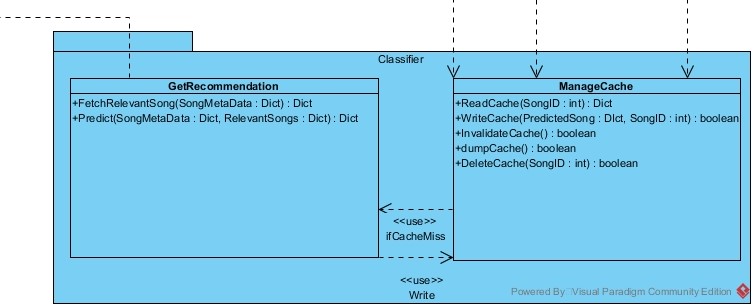 Classifier
GetRecommendation
+FetchRelevantSong(SongMetaData : Dict) : Dict
+Predict(SongMetaData : Dict, RelevantSongs : Dict) : Dict
ManageCache
+ReadCache(SongID : int) : Dict
+WriteCache(PredictedSong : DIct, SongID : int) : boolean
+InvalidateCache() : boolean
+dumpCache() : boolean
+DeleteCache(SongID : int) : boolean
<<use>>
ifCacheMiss
<<use>>
Write
Powered By Visual Paradigm Community Edition